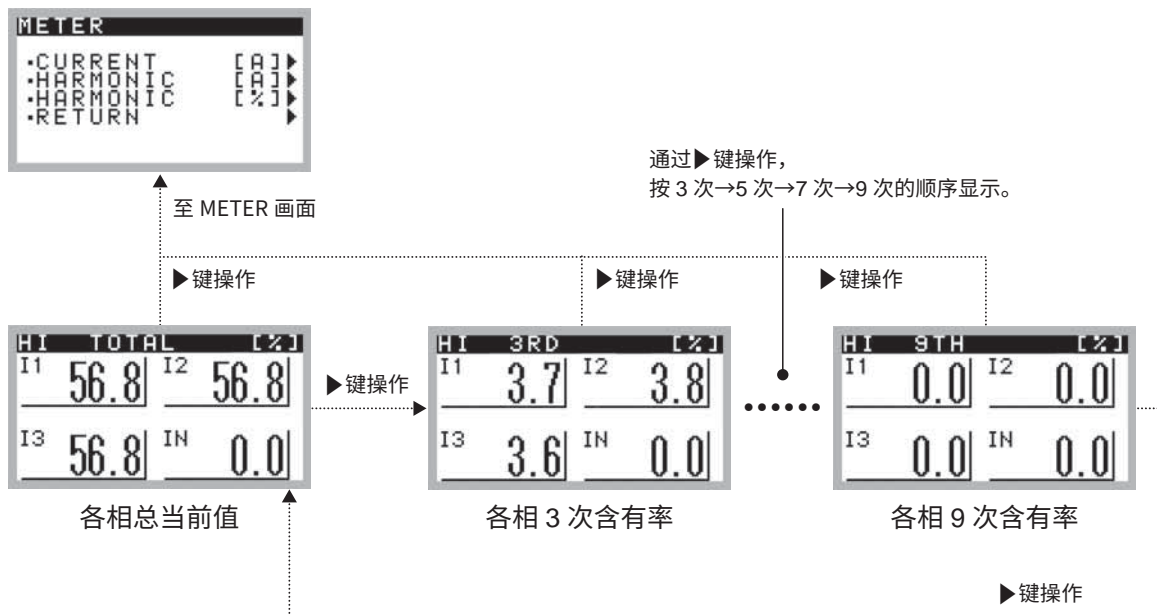 METER
·CURRENT [A]▶
·HARMONIC [A]▶
·HARMONIC [%]▶
·RETURN ▶
通过▶键操作，
按 3 次→5 次→7 次→9 次的顺序显示。
至 METER 画面
▶键操作
▶键操作
▶键操作
HI TOTAL [%]
I1 56.8 I2 56.8
I3 56.8 IN 0.0
各相总当前值
▶键操作
HI 3RD [%]
I1 3.7 I2 3.8
I3 3.6 IN 0.0
各相 3 次含有率
HI 9TH [%]
I1 0.0 I2 0.0
I3 0.0 IN 0.0
各相 9 次含有率
▶键操作